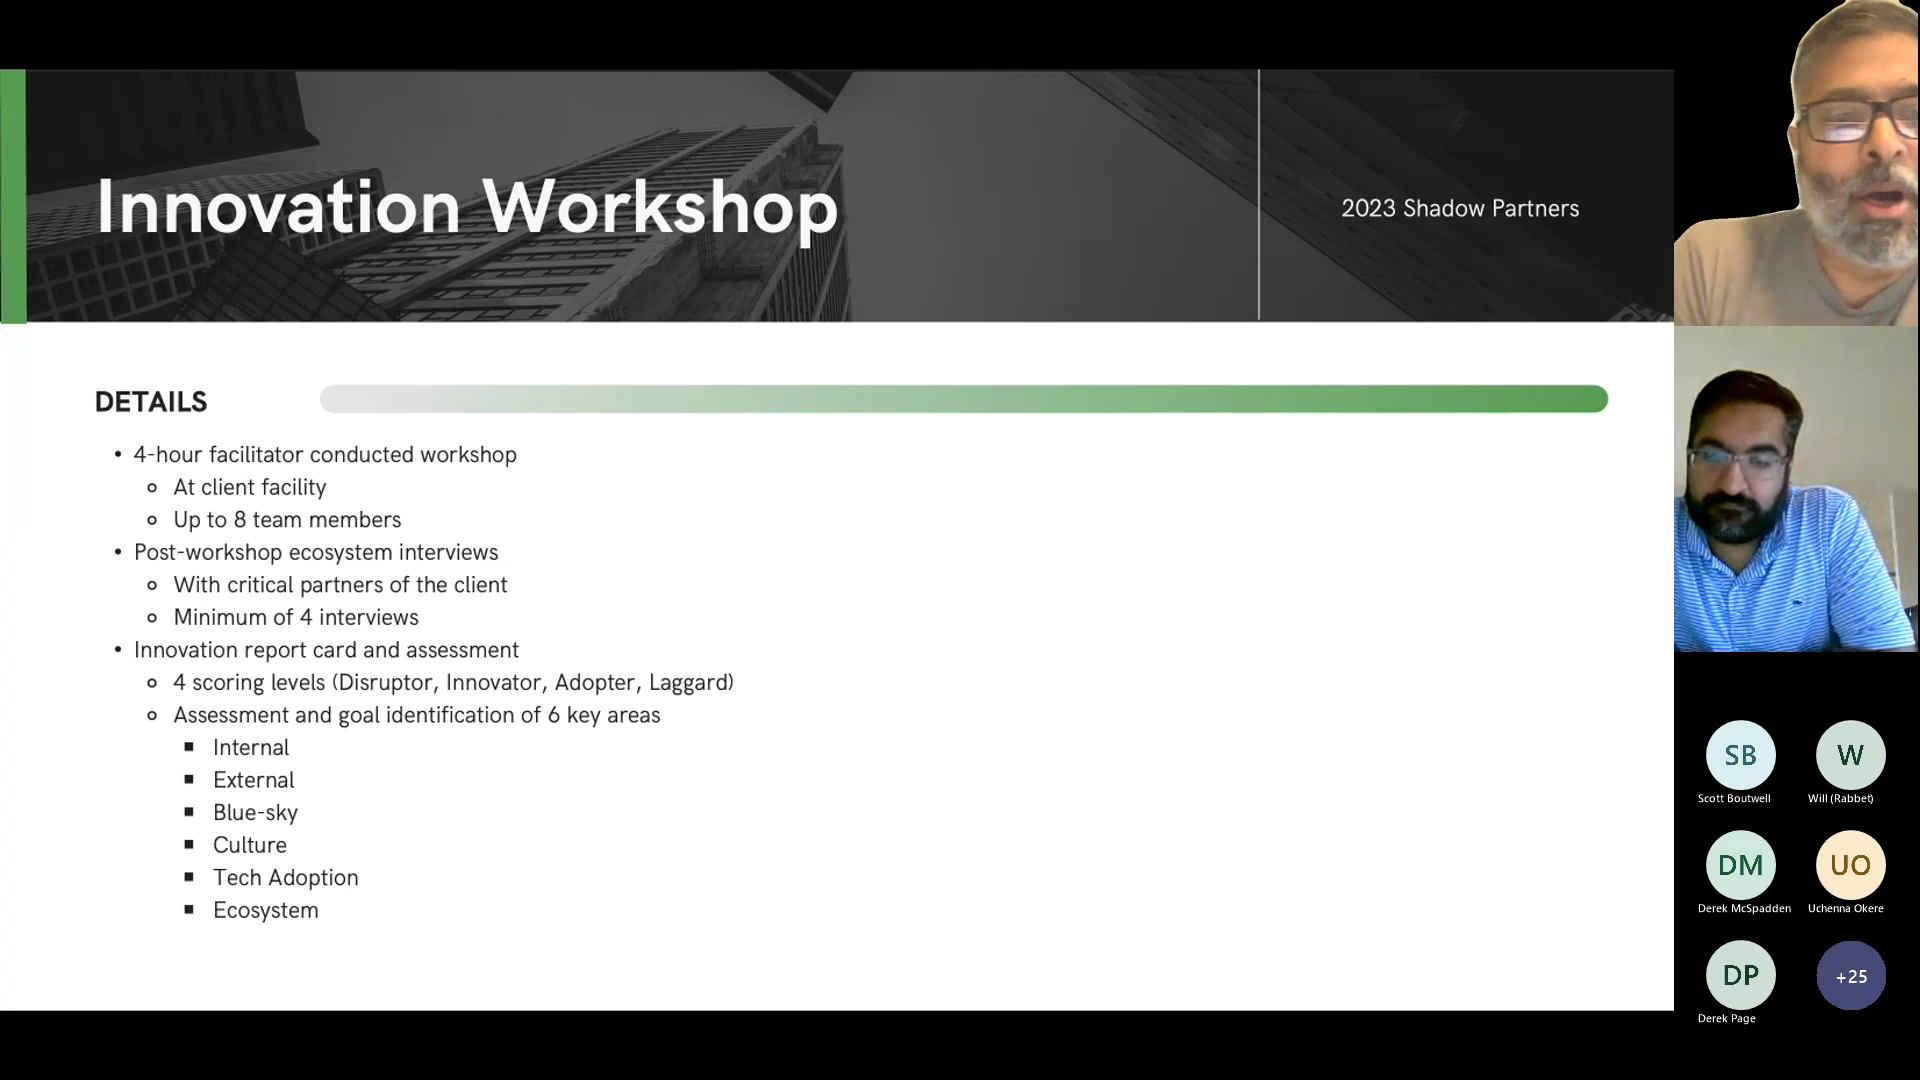 Innovation Workshop
2023 Shadow Partners
DETAILS
• 4-hour facilitator conducted workshop
At client facility
Up to 8 team members
• Post-workshop ecosystem interviews
With critical partners of the client
Minimum of 4 interviews
• Innovation report card and assessment
4 scoring levels (Disruptor, Innovator, Adopter, Laggard)
Assessment and goal identification of 6 key areas
Internal
External
Blue-sky
Culture
Tech Adoption
Ecosystem
SB
Scott Boutwell
W
Will (Rabbet)
DM
Derek McSpadden
UO
Uchenna Okere
DP
Derek Page
+25